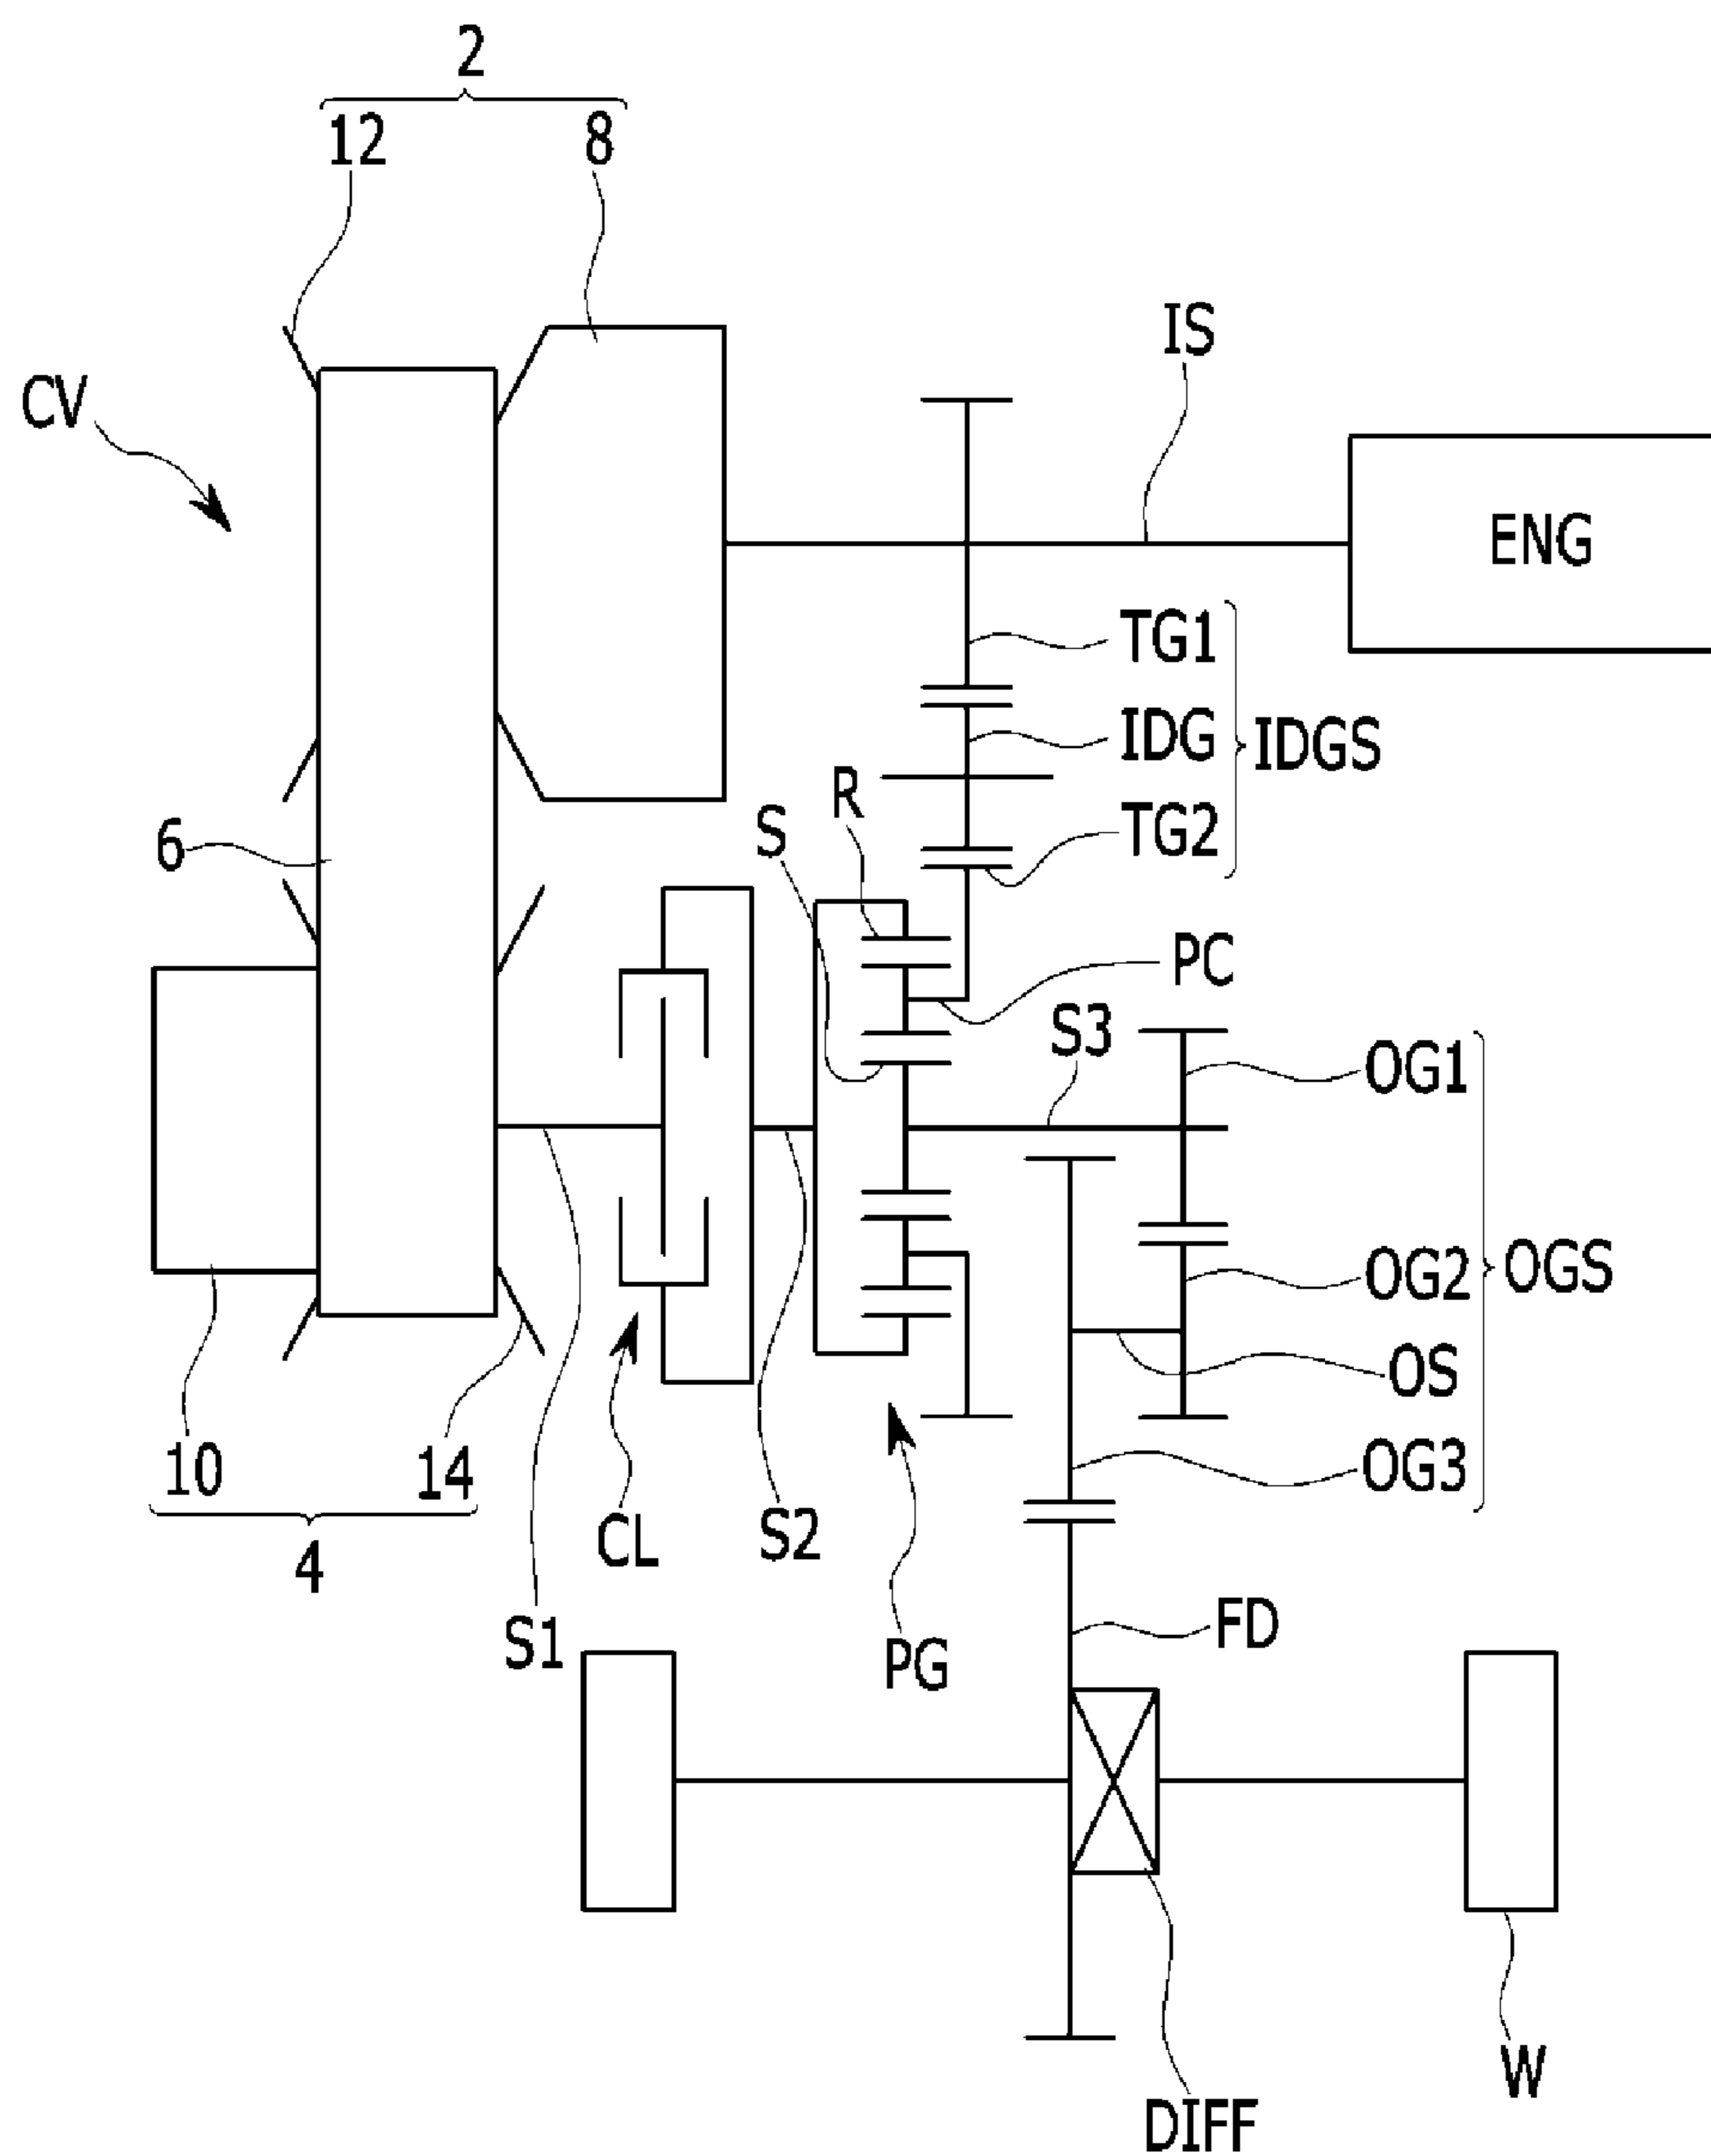 2
12 8
IS
CV
ENG
TG1
IDG
IDGS
R
TG2
S
6
PC
S3
OG1
OG2
OGS
OS
OG3
10 14
4
CL
S2
S1
FD
PG
W
DIFF